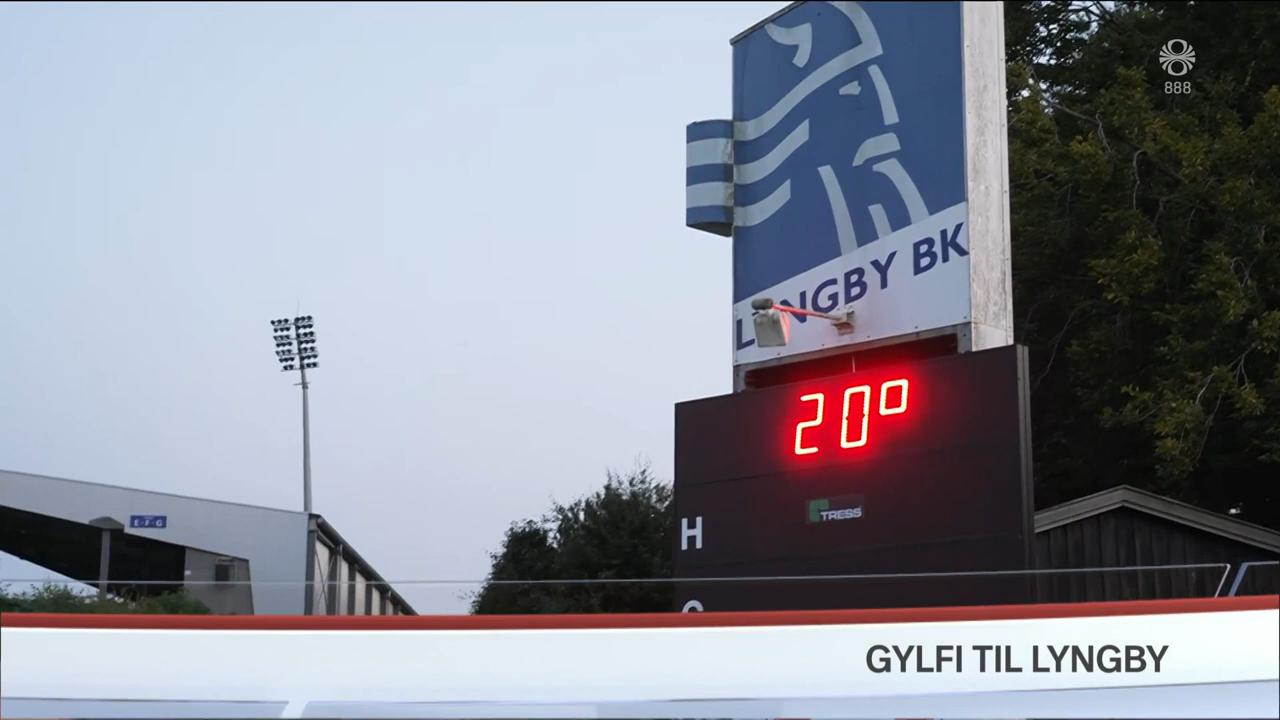 888
LYNGBY BK
20°
TRESS
H
E-F-G
GYLFI TIL LYNGBY